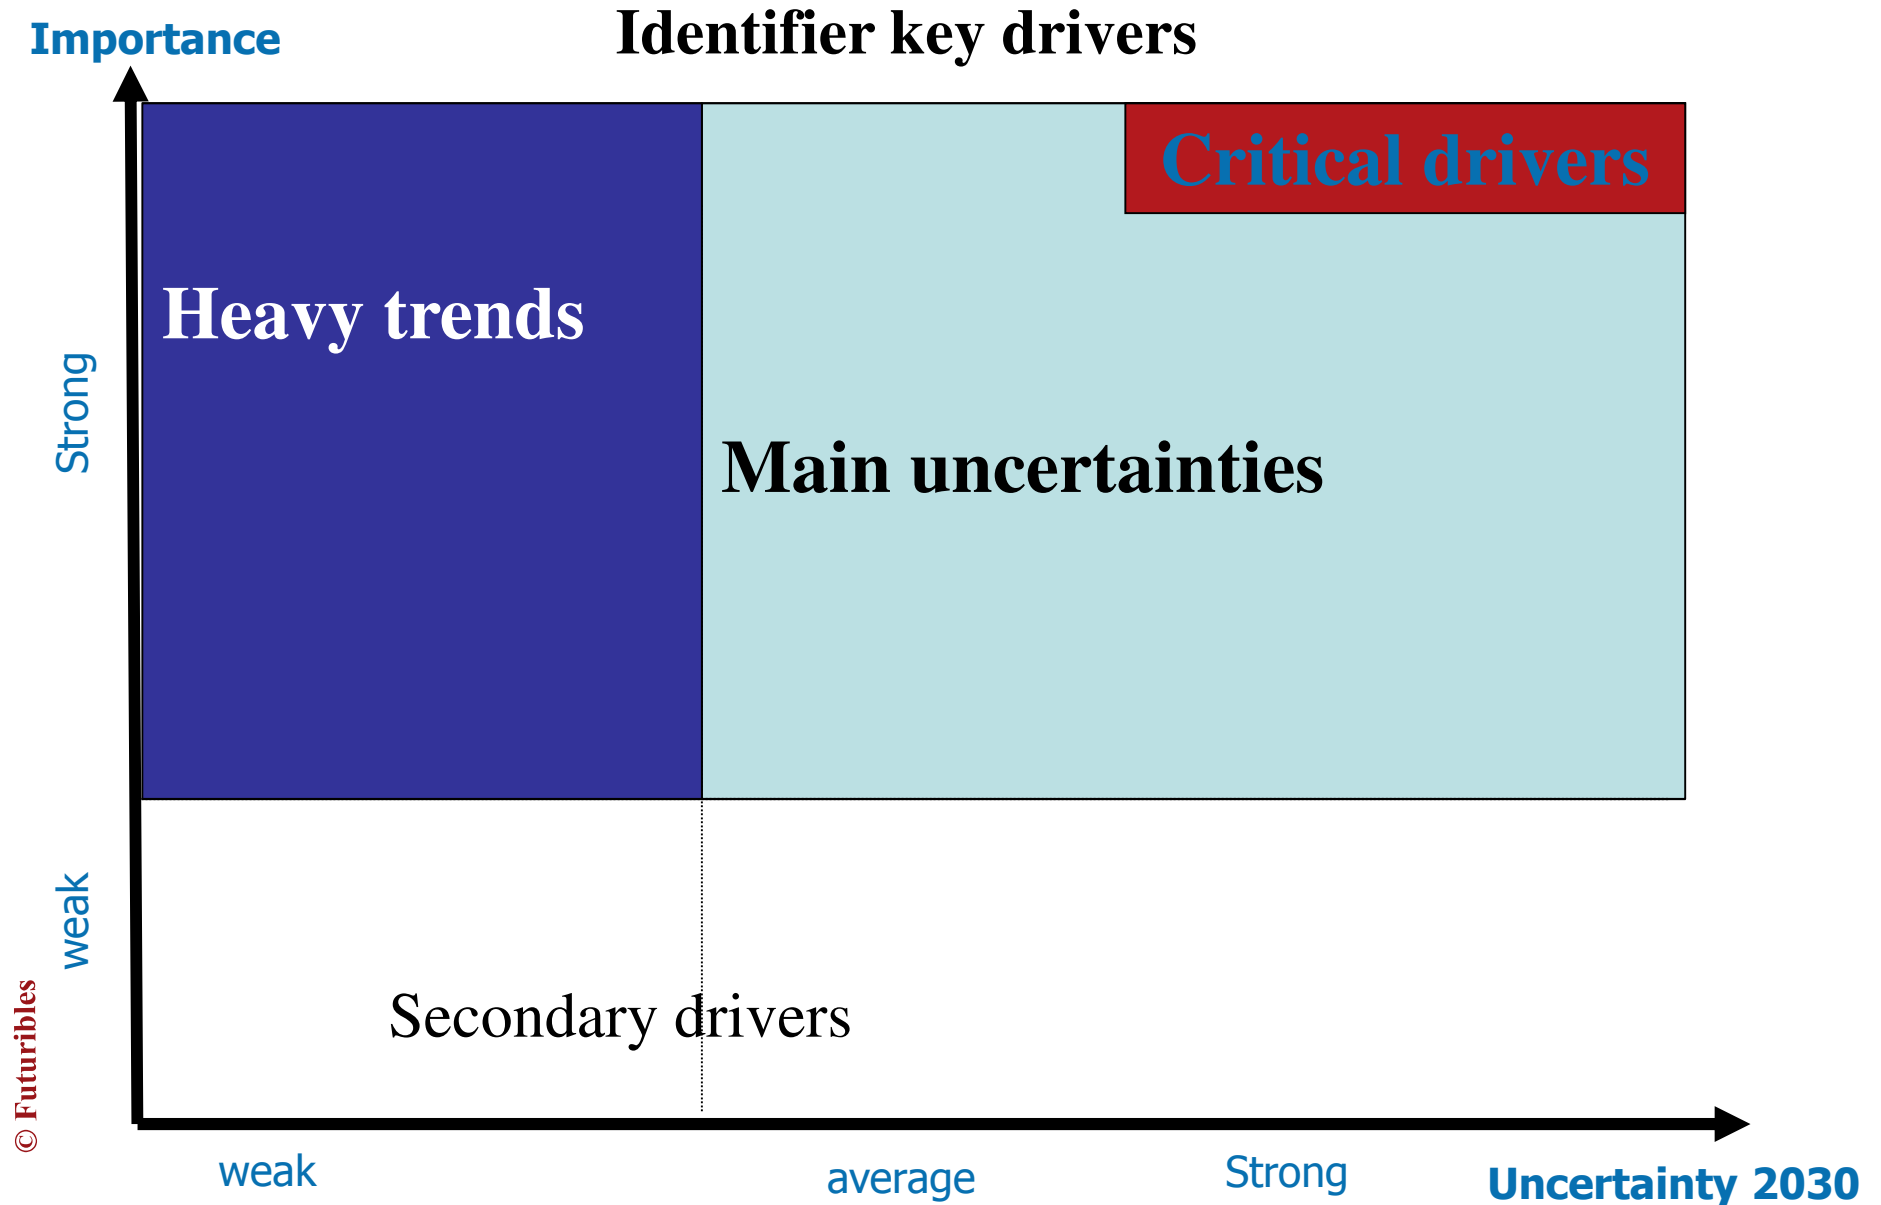 Identifier key drivers
Importance
Critical drivers
Heavy trends
Strong
Main uncertainties
weak
Secondary drivers
© Futuribles
weak
average
Strong
Uncertainty 2030